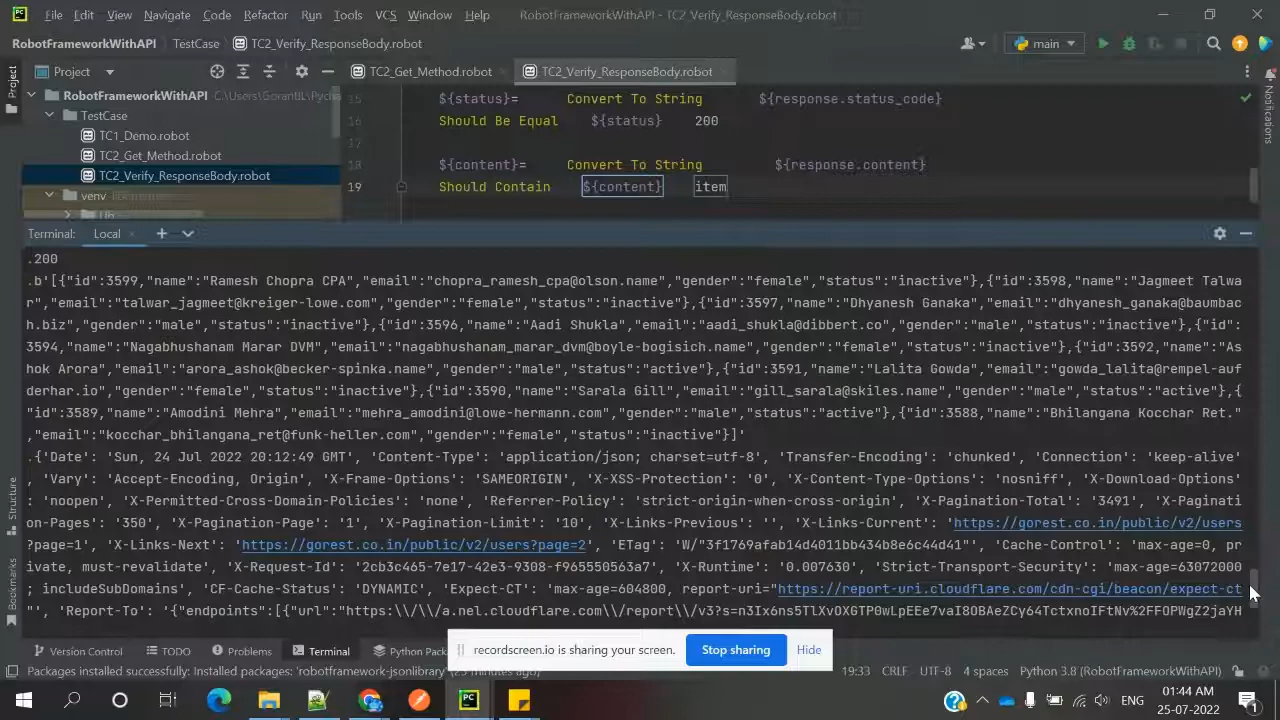 File Edit View Navigate Code Refactor Run Tools VCS Window Help RobotFrameworkWithAPI - TC2_Verify_ResponseBody.robot
RobotFrameworkWithAPI TestCase TC2_Verify_ResponseBody.robot main
Project Project TC2_Get_Method.robot TC2_Verify_ResponseBody.robot
RobotFrameworkWithAPI
TestCase
TC1_Demo.robot
TC2_Get_Method.robot
TC2_Verify_ResponseBody.robot
venv
Lib
15 ${status}= Convert To String ${response.status_code}
16 Should Be Equal ${status} 200
18 ${content}= Convert To String ${response.content}
19 Should Contain ${content} item
Notifications
Terminal: Local
.200
.b'[{"id":3599,"name":"Ramesh Chopra CPA","email":"chopra_ramesh_cpa@olson.name","gender":"female","status":"inactive"},{"id":3598,"name":"Jagmeet Talwa
r","email":"talwar_jagmeet@kreiger-lowe.com","gender":"female","status":"inactive"},{"id":3597,"name":"Dhyanesh Ganaka","email":"dhyanesh_ganaka@baumbac
h.biz","gender":"male","status":"inactive"},{"id":3596,"name":"Aadi Shukla","email":"aadi_shukla@dibbert.co","gender":"male","status":"inactive"},{"id":
3594,"name":"Nagabhushanam Marar DVM","email":"nagabhushanam_marar_dvm@boyle-bogisich.name","gender":"female","status":"inactive"},{"id":3592,"name":"As
hok Arora","email":"arora_ashok@becker-spinka.name","gender":"male","status":"active"},{"id":3591,"name":"Lalita Gowda","email":"gowda_lalita@rempel-auf
derhar.io","gender":"female","status":"active"},{"id":3590,"name":"Sarala Gill","email":"gill_sarala@skiles.name","gender":"male","status":"active"},{
"id":3589,"name":"Amodini Mehra","email":"mehra_amodini@lowe-hermann.com","gender":"male","status":"active"},{"id":3588,"name":"Bhilangana Kocchar Ret."
,"email":"kocchar_bhilangana_ret@funk-heller.com","gender":"female","status":"inactive"}]'
.{'Date': 'Sun, 24 Jul 2022 20:12:49 GMT', 'Content-Type': 'application/json; charset=utf-8', 'Transfer-Encoding': 'chunked', 'Connection': 'keep-alive'
, 'Vary': 'Accept-Encoding, Origin', 'X-Frame-Options': 'SAMEORIGIN', 'X-XSS-Protection': '0', 'X-Content-Type-Options': 'nosniff', 'X-Download-Options'
: 'noopen', 'X-Permitted-Cross-Domain-Policies': 'none', 'Referrer-Policy': 'strict-origin-when-cross-origin', 'X-Pagination-Total': '3491', 'X-Paginati
on-Pages': '350', 'X-Pagination-Page': '1', 'X-Pagination-Limit': '10', 'X-Links-Previous': '', 'X-Links-Current': 'https://gorest.co.in/public/v2/users
?page=1', 'X-Links-Next': 'https://gorest.co.in/public/v2/users?page=2', 'ETag': 'W/"3f1769afab14d4011bb434b8e6c44d41"', 'Cache-Control': 'max-age=0, pr
ivate, must-revalidate', 'X-Request-Id': '2cb3c465-7e17-42e3-9308-f965550563a7', 'X-Runtime': '0.007630', 'Strict-Transport-Security': 'max-age=63072000
; includeSubDomains', 'CF-Cache-Status': 'DYNAMIC', 'Expect-CT': 'max-age=604800, report-uri="https://report-uri.cloudflare.com/cdn-cgi/beacon/expect-ct
"', 'Report-To': '{"endpoints":[{"url":"https:\\/\\/a.nel.cloudflare.com\\/report\\/v3?s=n3Ix6ns5TlXvOXGTP0wLpEEe7vaI8OBAeZCy64TctxnoIFtNv%2FFOPWgZ2jaYH
Structure
Bookmarks
Version Control TODO Problems Terminal Python Pack
recordscreen.io is sharing your screen. Stop sharing Hide
Packages installed successfully: Installed packages: 'robotframework-jsonlibrary' 19:33 CRLF UTF-8 4 spaces Python 3.8 (RobotFrameworkWithAPI)
ENG 01:44 AM
25-07-2022